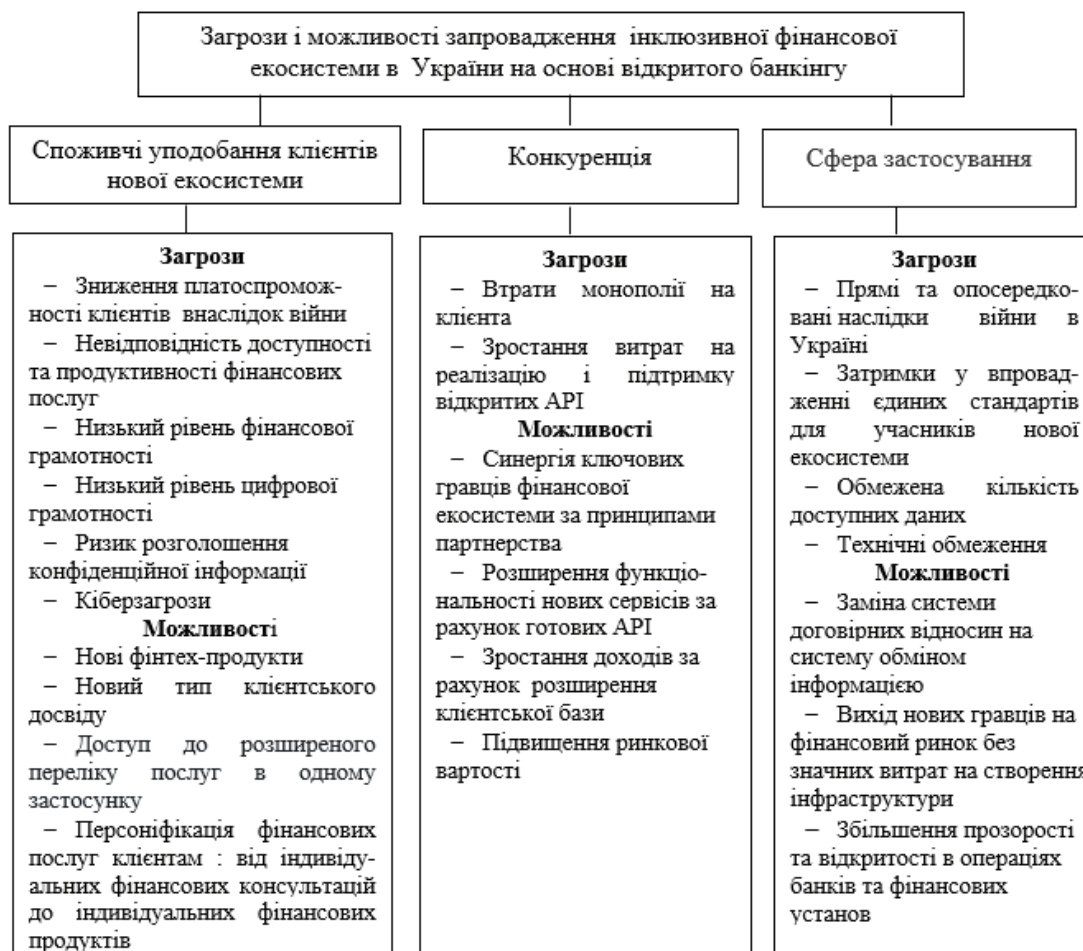 Загрози і можливості запровадження інклюзивної фінансової
екосистеми в Україні на основі відкритого банкінгу
Споживчі уподобання клієнтів
нової екосистеми
Загрози
– Зниження платоспромож-
ності клієнтів внаслідок війни
– Невідповідність доступності
та продуктивності фінансових
послуг
– Низький рівень фінансової
грамотності
– Низький рівень цифрової
грамотності
– Ризик розголошення
конфіденційної інформації
– Кіберзагрози
Можливості
– Нові фінтех-продукти
– Новий тип клієнтського
досвіду
– Доступ до розширеного
переліку послуг в одному
застосунку
– Персоніфікація фінансових
послуг клієнтам : від індивіду-
альних фінансових консультацій
до індивідуальних фінансових
продуктів
Конкуренція
Загрози
– Втрати монополії на
клієнта
– Зростання витрат на
реалізацію і підтримку
відкритих API
Можливості
– Синергія ключових
гравців фінансової
екосистеми за принципами
партнерства
– Розширення функціо-
нальності нових сервісів за
рахунок готових API
– Зростання доходів за
рахунок розширення
клієнтської бази
– Підвищення ринкової
вартості
Сфера застосування
Загрози
– Прямі та опосередко-
вані наслідки війни в
Україні
– Затримки у впровад-
женні єдиних стандартів
для учасників нової
екосистеми
– Обмежена кількість
доступних даних
– Технічні обмеження
Можливості
– Заміна системи
договірних відносин на
систему обміном
інформацією
– Вихід нових гравців на
фінансовий ринок без
значних витрат на створення
інфраструктури
– Збільшення прозорості
та відкритості в операціях
банків та фінансових
установ